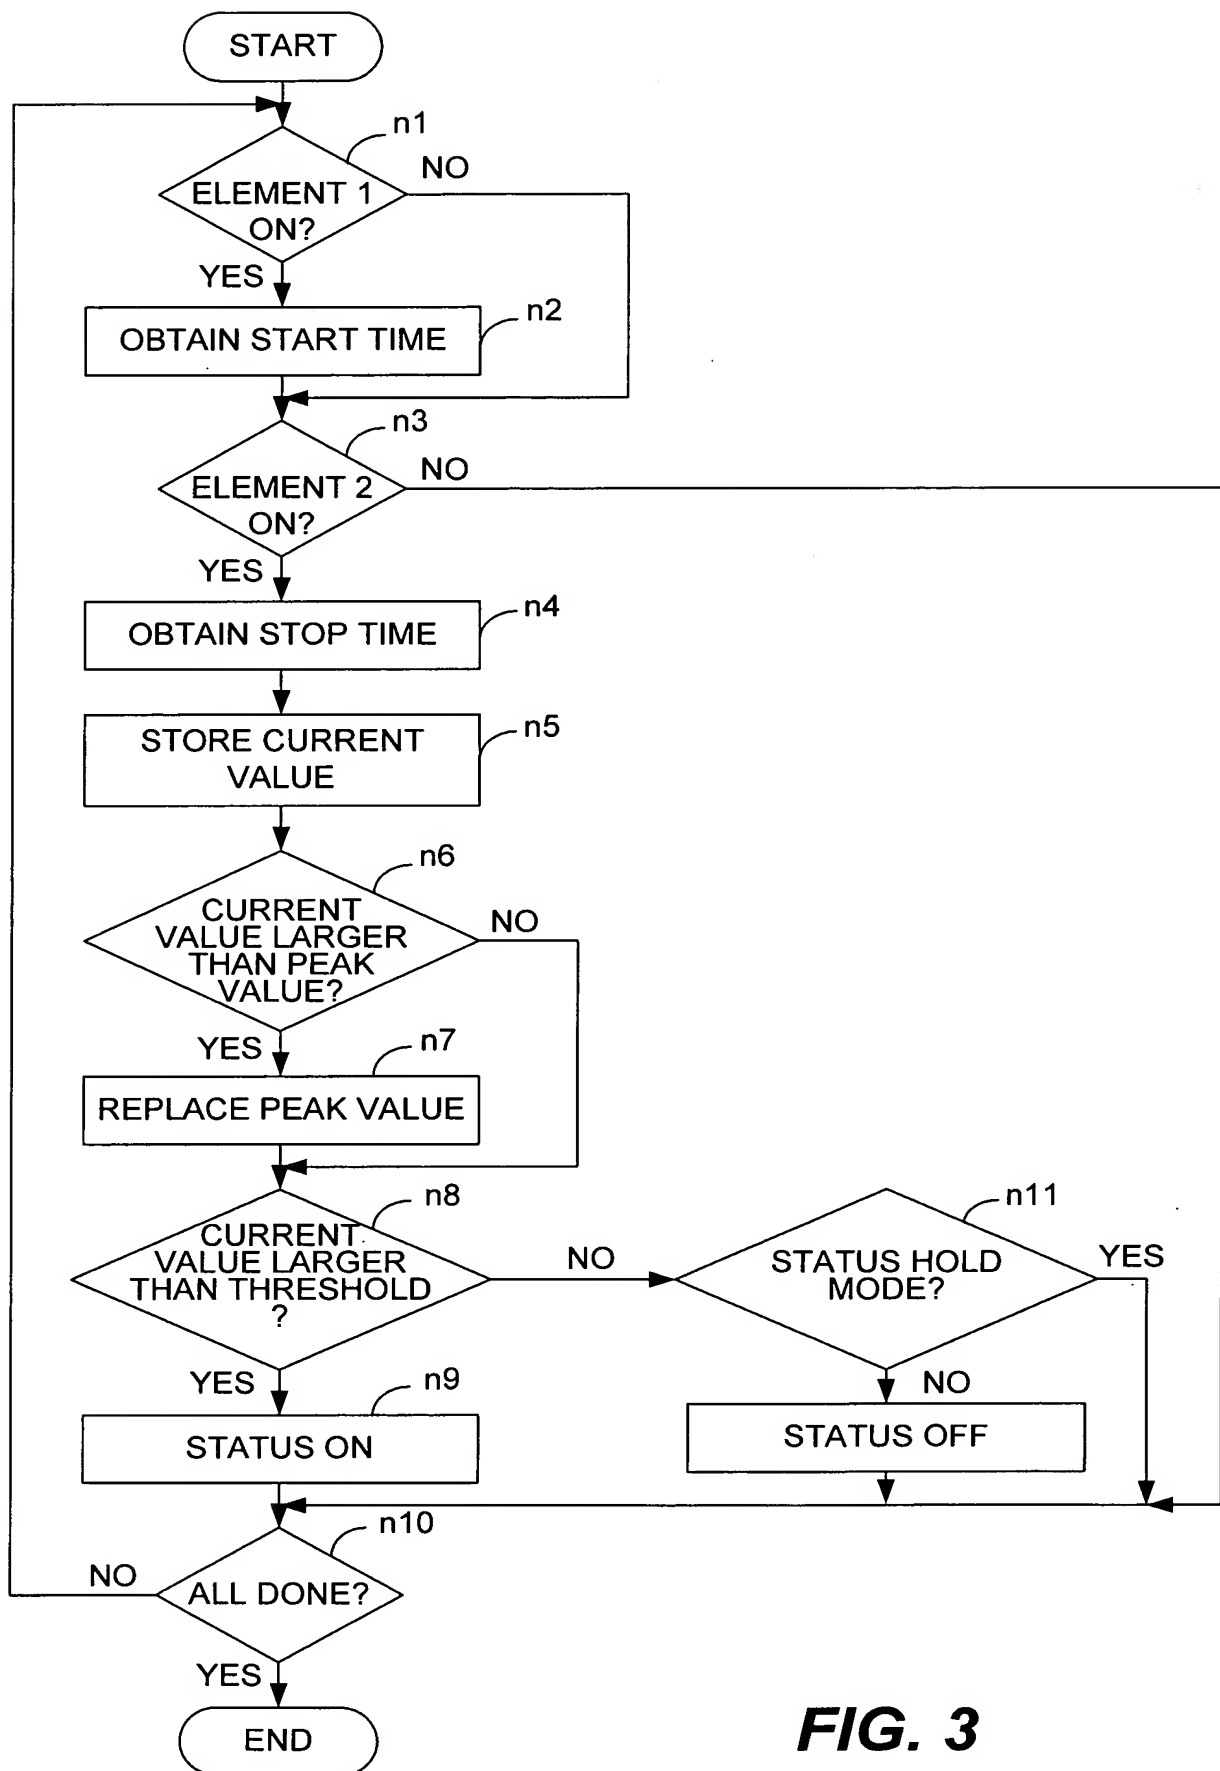 START
n1
NO
ELEMENT 1
ON?
YES
n2
OBTAIN START TIME
n3
NO
ELEMENT 2
ON?
YES
n4
OBTAIN STOP TIME
n5
STORE CURRENT
VALUE
n6
NO
CURRENT
VALUE LARGER
THAN PEAK
VALUE?
YES
n7
REPLACE PEAK VALUE
n8
CURRENT
VALUE LARGER
THAN THRESHOLD
?
NO
n11
STATUS HOLD
MODE?
YES
YES
n9
NO
STATUS ON
STATUS OFF
n10
NO
ALL DONE?
YES
END
FIG. 3